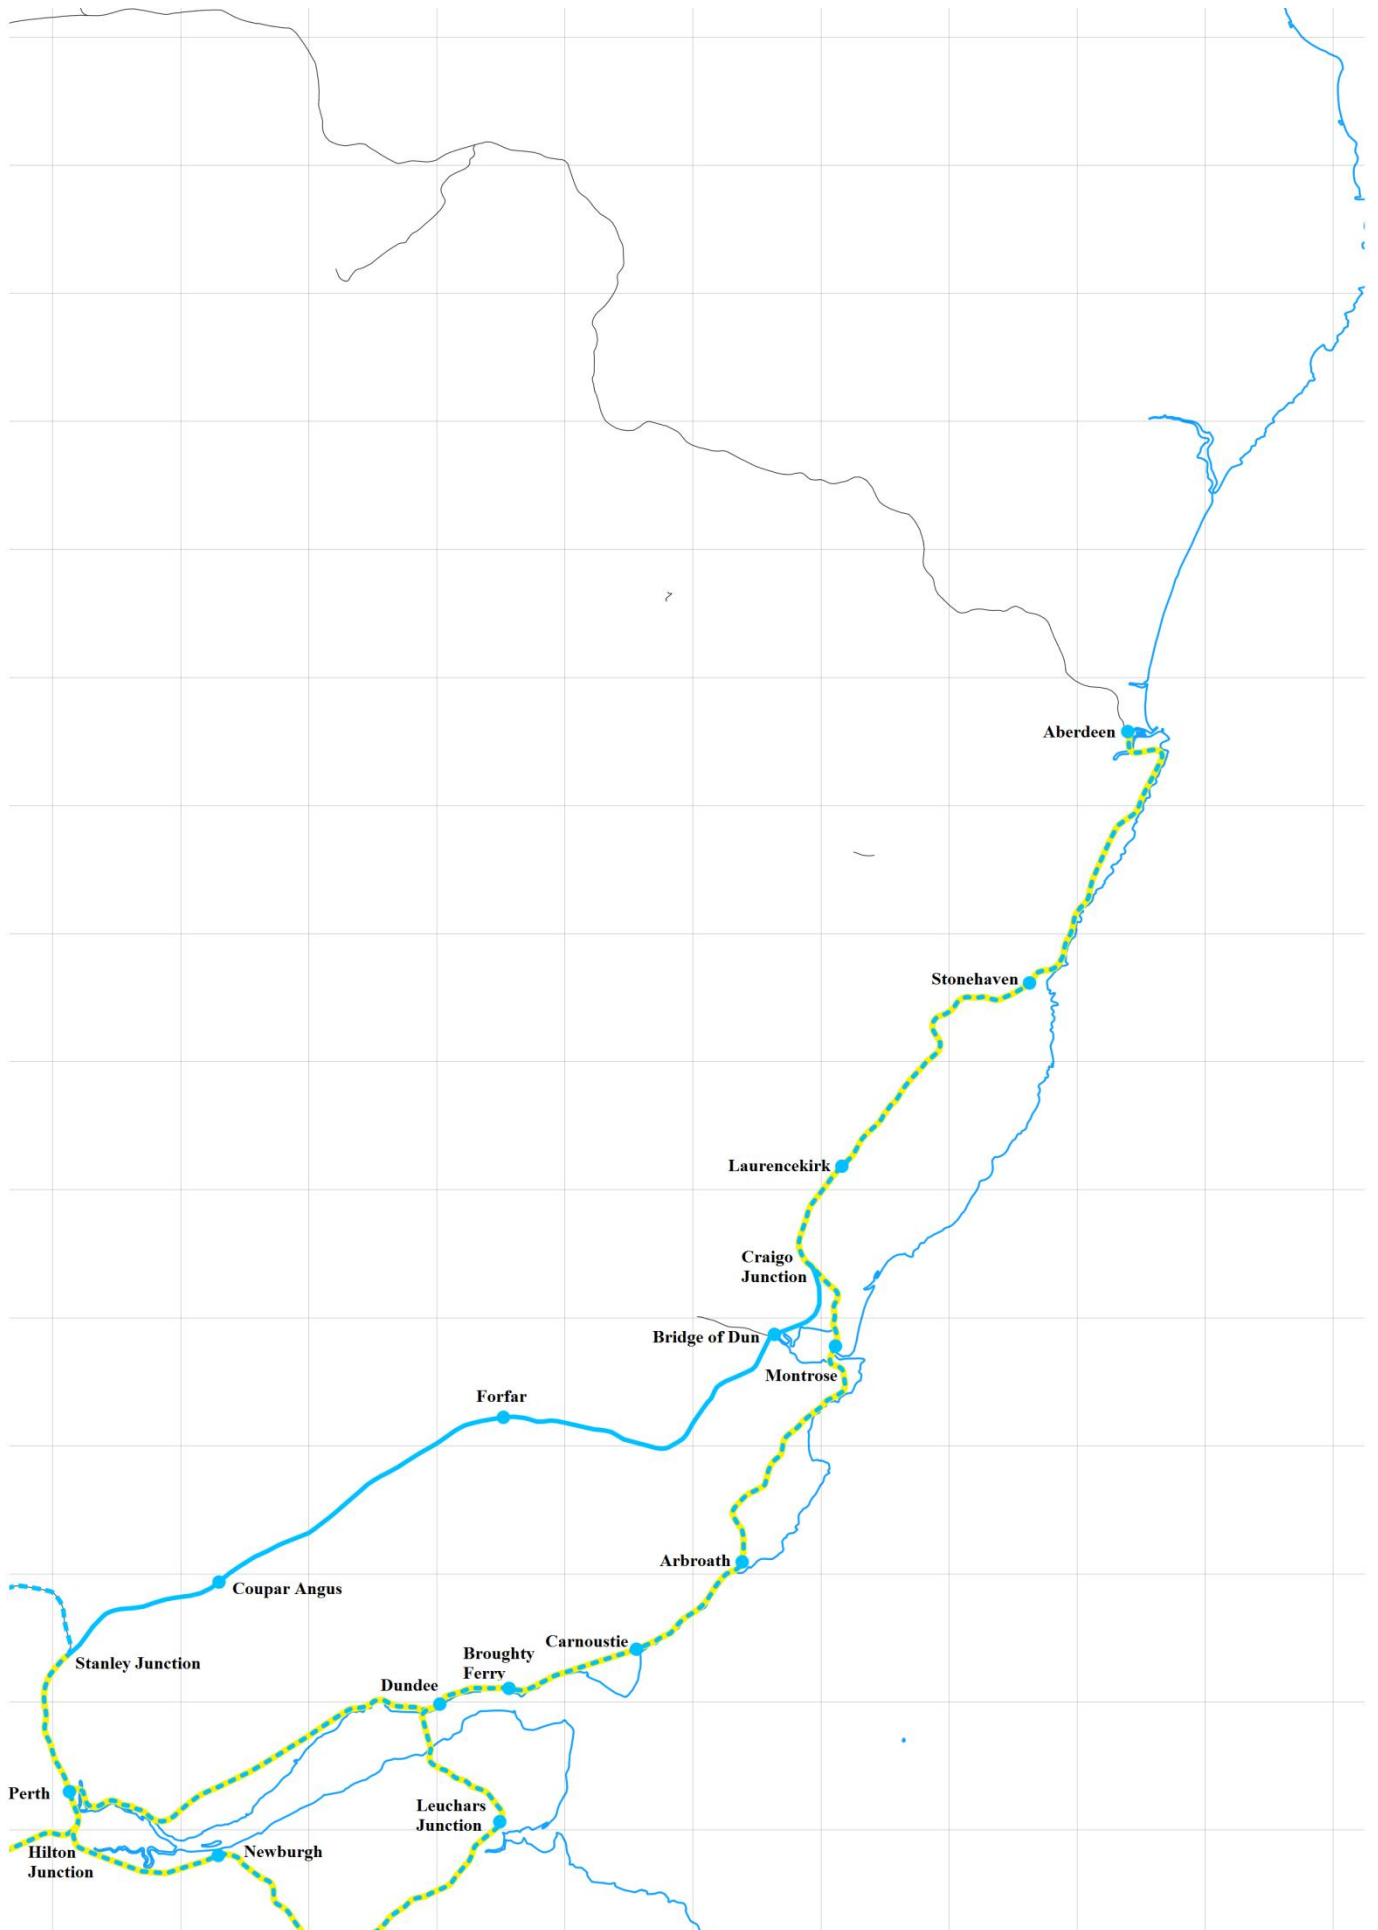 Aberdeen
Stonehaven
Laurencekirk
Craigo
Junction
Bridge of Dun
Montrose
Forfar
Arbroath
Coupar Angus
Carnoustie
Broughty
Ferry
Stanley Junction
Dundee
Perth
Leuchars
Junction
Hilton
Junction
Newburgh